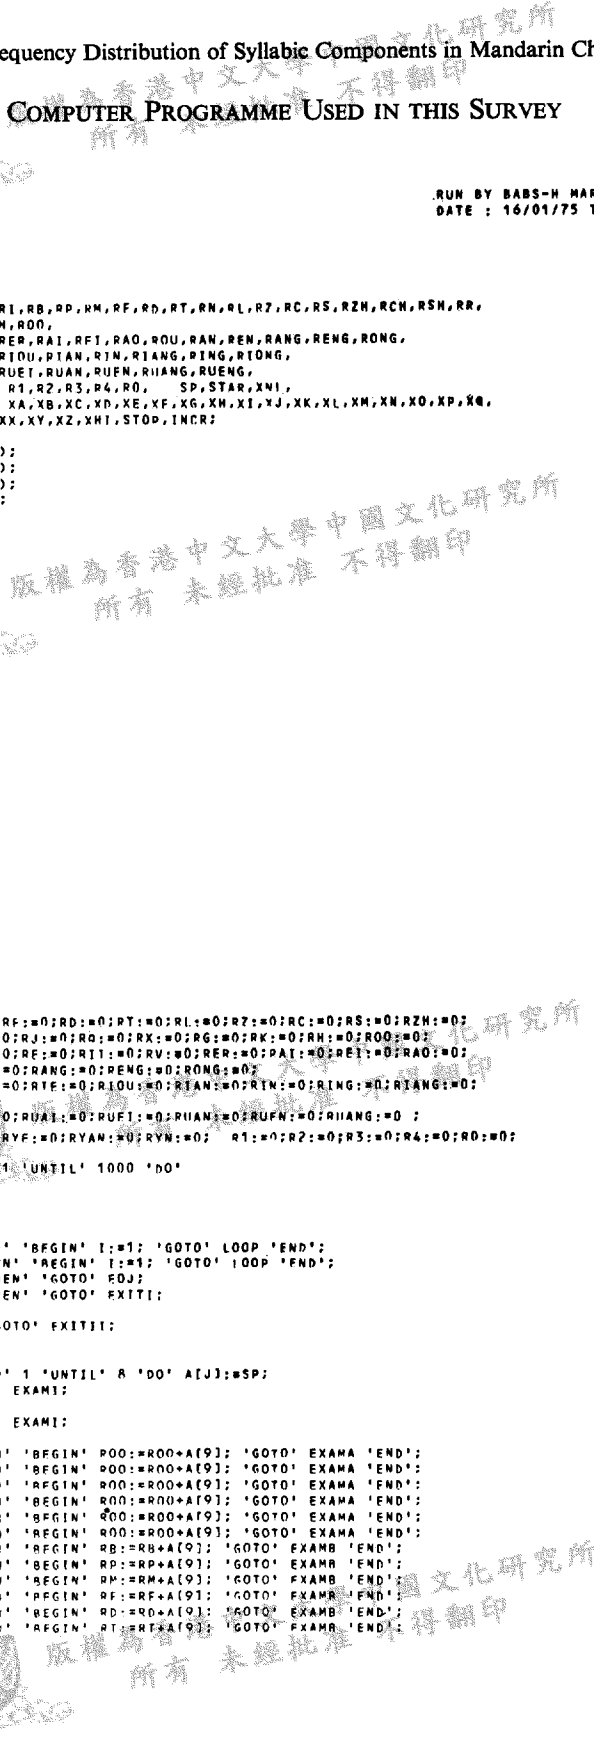 equency Distribution of Syllabic Components in Mandarin Ch
COMPUTER PROGRAMME USED IN THIS SURVEY
版權為香港中文大學中國文化研究所
所有 未經批准 不得翻印
RUN BY BABS-H MAR
DATE : 16/01/75 T
RI,RB,RP,RM,RF,RD,RT,RN,RL,RZ,RC,RS,RZH,RCH,RSH,RR,
H,ROO,
RER,RAI,REI,RAO,ROU,RAN,REN,RANG,RENG,RONG,
RIOU,RIAN,RIN,RIANG,RING,RIONG,
RUEI,RUAN,RUEN,RUANG,RUENG,
R1,R2,R3,R4,R0, SP,STAR,XNI,
XA,XB,XC,XD,XE,XF,XG,XH,XI,XJ,XK,XL,XM,XN,XO,XP,XQ,
XX,XY,XZ,XHI,STOP,INCR;
);
);
);
;
版權為香港中文大學中國文化研究所
所有 未經批准 不得翻印
RF:=0;RD:=0;RT:=0;RL:=0;RZ:=0;RC:=0;RS:=0;RZH:=0;
0;RJ:=0;RQ:=0;RX:=0;RG:=0;RK:=0;RH:=0;ROO:=0;
0;RE:=0;RII:=0;RV:=0;RER:=0;RAI:=0;REI:=0;RAO:=0;
=0;RANG:=0;RENG:=0;RONG:=0;
=0;RIE:=0;RIOU:=0;RIAN:=0;RIN:=0;RING:=0;RIANG:=0;
0;RUAI:=0;RUEI:=0;RUAN:=0;RUEN:=0;RUANG:=0 ;
RYE:=0;RYAN:=0;RYN:=0; R1:=0;R2:=0;R3:=0;R4:=0;R0:=0;
1 'UNTIL' 1000 'DO'
' 'BEGIN' I:=1; 'GOTO' LOOP 'END';
N' 'BEGIN' I:=1; 'GOTO' LOOP 'END';
EN' 'GOTO' EOJ;
EN' 'GOTO' EXITI;
OTO' EXITII;
' 1 'UNTIL' 8 'DO' A[J]:=SP;
EXAMI;
EXAMI;
' 'BEGIN' ROO:=ROO+A[9]; 'GOTO' EXAMA 'END';
' 'BEGIN' ROO:=ROO+A[9]; 'GOTO' EXAMA 'END';
' 'BEGIN' ROO:=ROO+A[9]; 'GOTO' EXAMA 'END';
' 'BEGIN' ROO:=ROO+A[9]; 'GOTO' EXAMA 'END';
' 'BEGIN' ROO:=ROO+A[9]; 'GOTO' EXAMA 'END';
' 'BEGIN' ROO:=ROO+A[9]; 'GOTO' EXAMA 'END';
' 'BEGIN' RB:=RB+A[9]; 'GOTO' EXAMB 'END';
' 'BEGIN' RP:=RP+A[9]; 'GOTO' EXAMB 'END';
' 'BEGIN' RM:=RM+A[9]; 'GOTO' EXAMB 'END';
' 'BEGIN' RF:=RF+A[9]; 'GOTO' EXAMB 'END';
' 'BEGIN' RD:=RD+A[9]; 'GOTO' EXAMB 'END';
' 'BEGIN' RT:=RT+A[9]; 'GOTO' EXAMB 'END';
版權為香港中文大學中國文化研究所
所有 未經批准 不得翻印